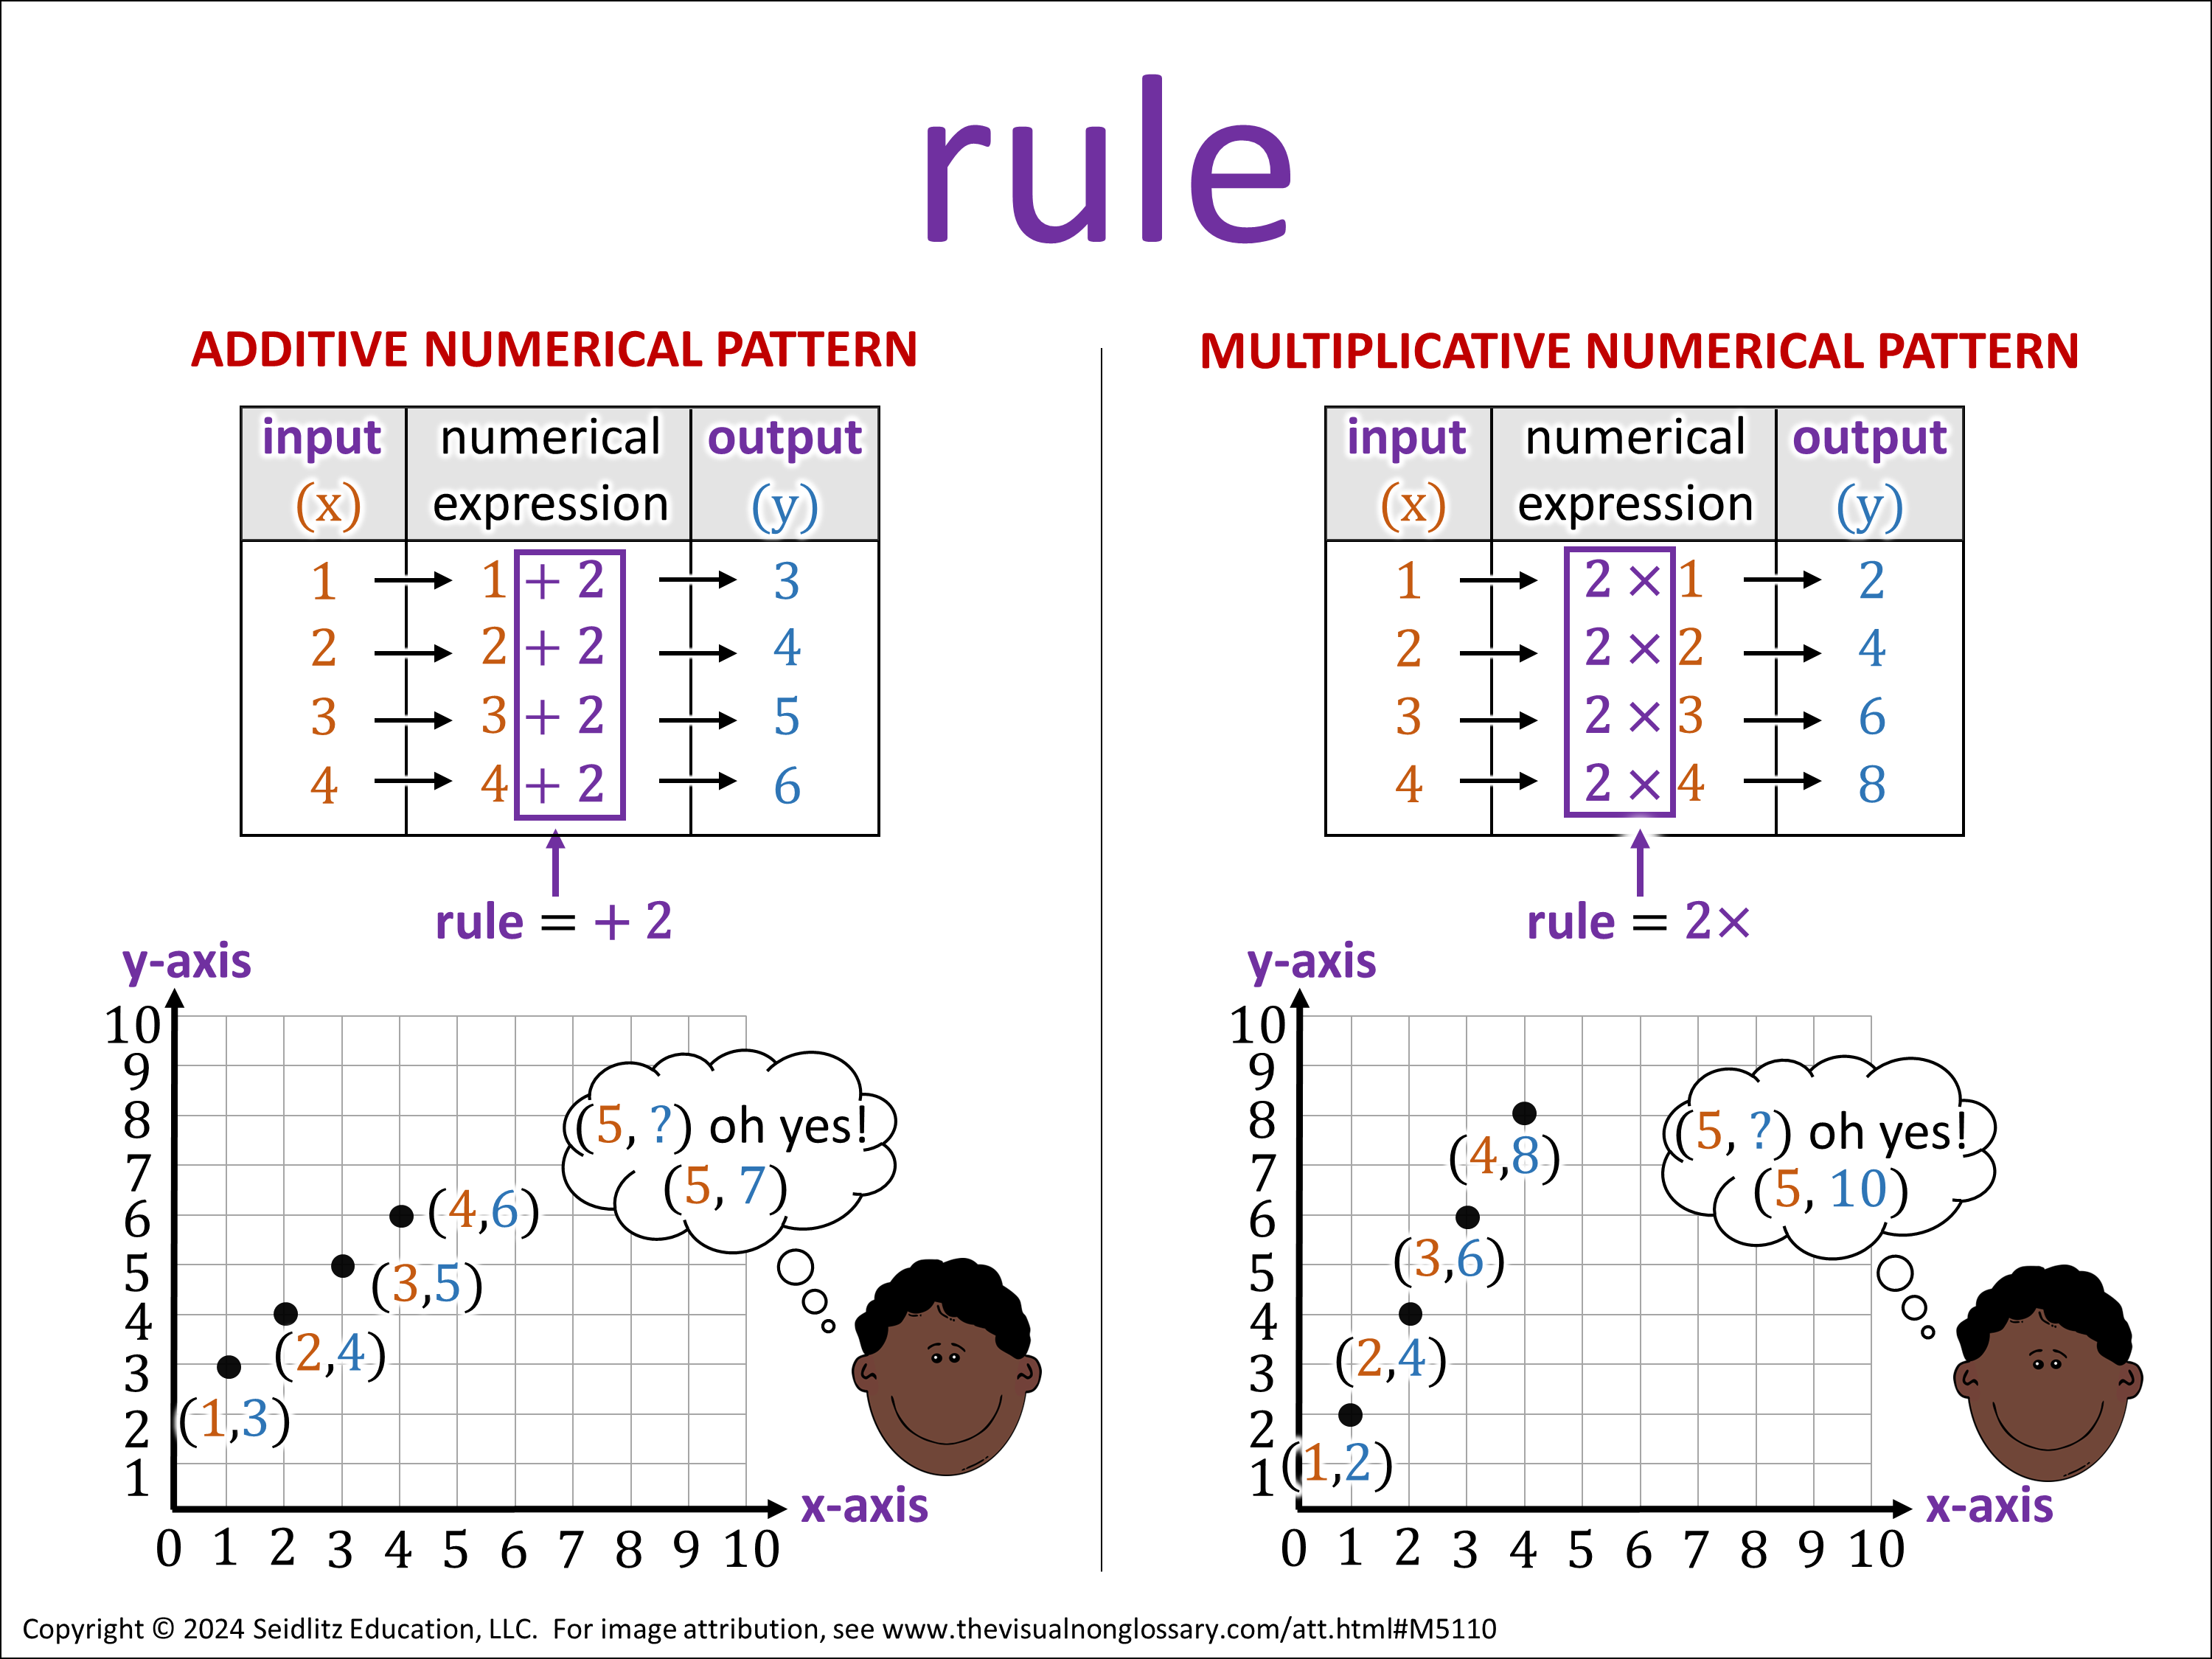 rule
ADDITIVE NUMERICAL PATTERN
input (x) numerical expression output (y)
1 1 + 2 3
2 2 + 2 4
3 3 + 2 5
4 4 + 2 6
rule = + 2
y-axis
10
9
8
7
6
5
4
3
2
1
(5, ?) oh yes!
(5, 7)
(4,6)
(3,5)
(2,4)
(1,3)
x-axis
0 1 2 3 4 5 6 7 8 9 10
MULTIPLICATIVE NUMERICAL PATTERN
input (x) numerical expression output (y)
1 2 × 1 2
2 2 × 2 4
3 2 × 3 6
4 2 × 4 8
rule = 2×
y-axis
10
9
8
7
6
5
4
3
2
1
(5, ?) oh yes!
(5, 10)
(4,8)
(3,6)
(2,4)
(1,2)
x-axis
0 1 2 3 4 5 6 7 8 9 10
Copyright © 2024 Seidlitz Education, LLC. For image attribution, see www.thevisualnonglossary.com/att.html#M5110